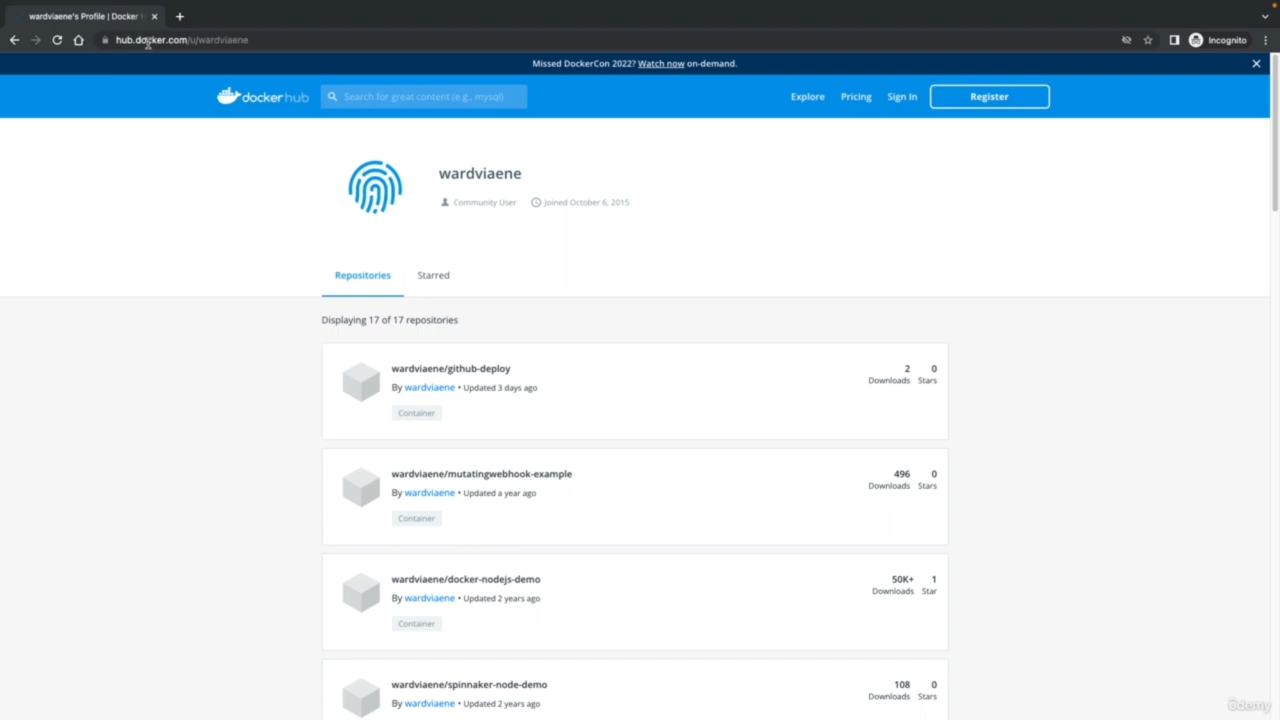 wardviaene's Profile | Docker H
hub.docker.com/u/wardviaene
Incognito
Missed DockerCon 2022? Watch now on-demand.
docker hub
Search for great content (e.g., mysql)
Explore
Pricing
Sign In
Register
wardviaene
Community User
Joined October 6, 2015
Repositories
Starred
Displaying 17 of 17 repositories
wardviaene/github-deploy
By wardviaene • Updated 3 days ago
Container
2
Downloads
0
Stars
wardviaene/mutatingwebhook-example
By wardviaene • Updated a year ago
Container
496
Downloads
0
Stars
wardviaene/docker-nodejs-demo
By wardviaene • Updated 2 years ago
Container
50K+
Downloads
1
Star
wardviaene/spinnaker-node-demo
By wardviaene • Updated 2 years ago
108
Downloads
0
Stars
ûdemy